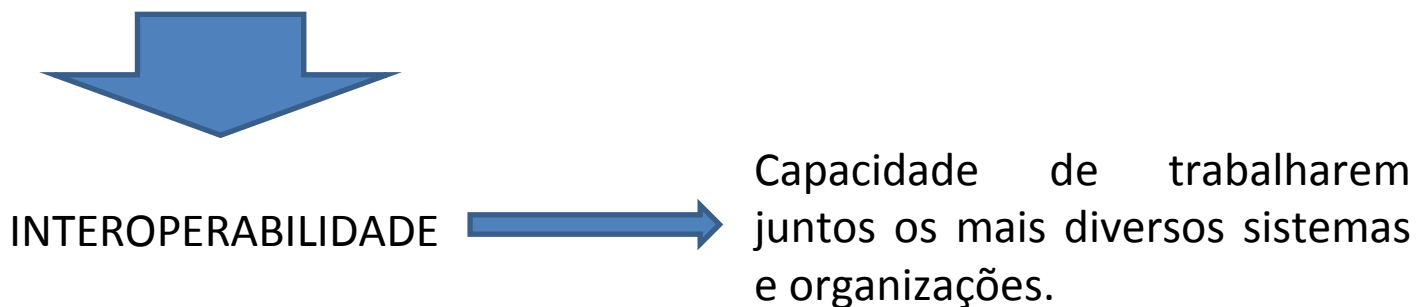 INTEROPERABILIDADE
Capacidade de trabalharem
juntos os mais diversos sistemas
e organizações.